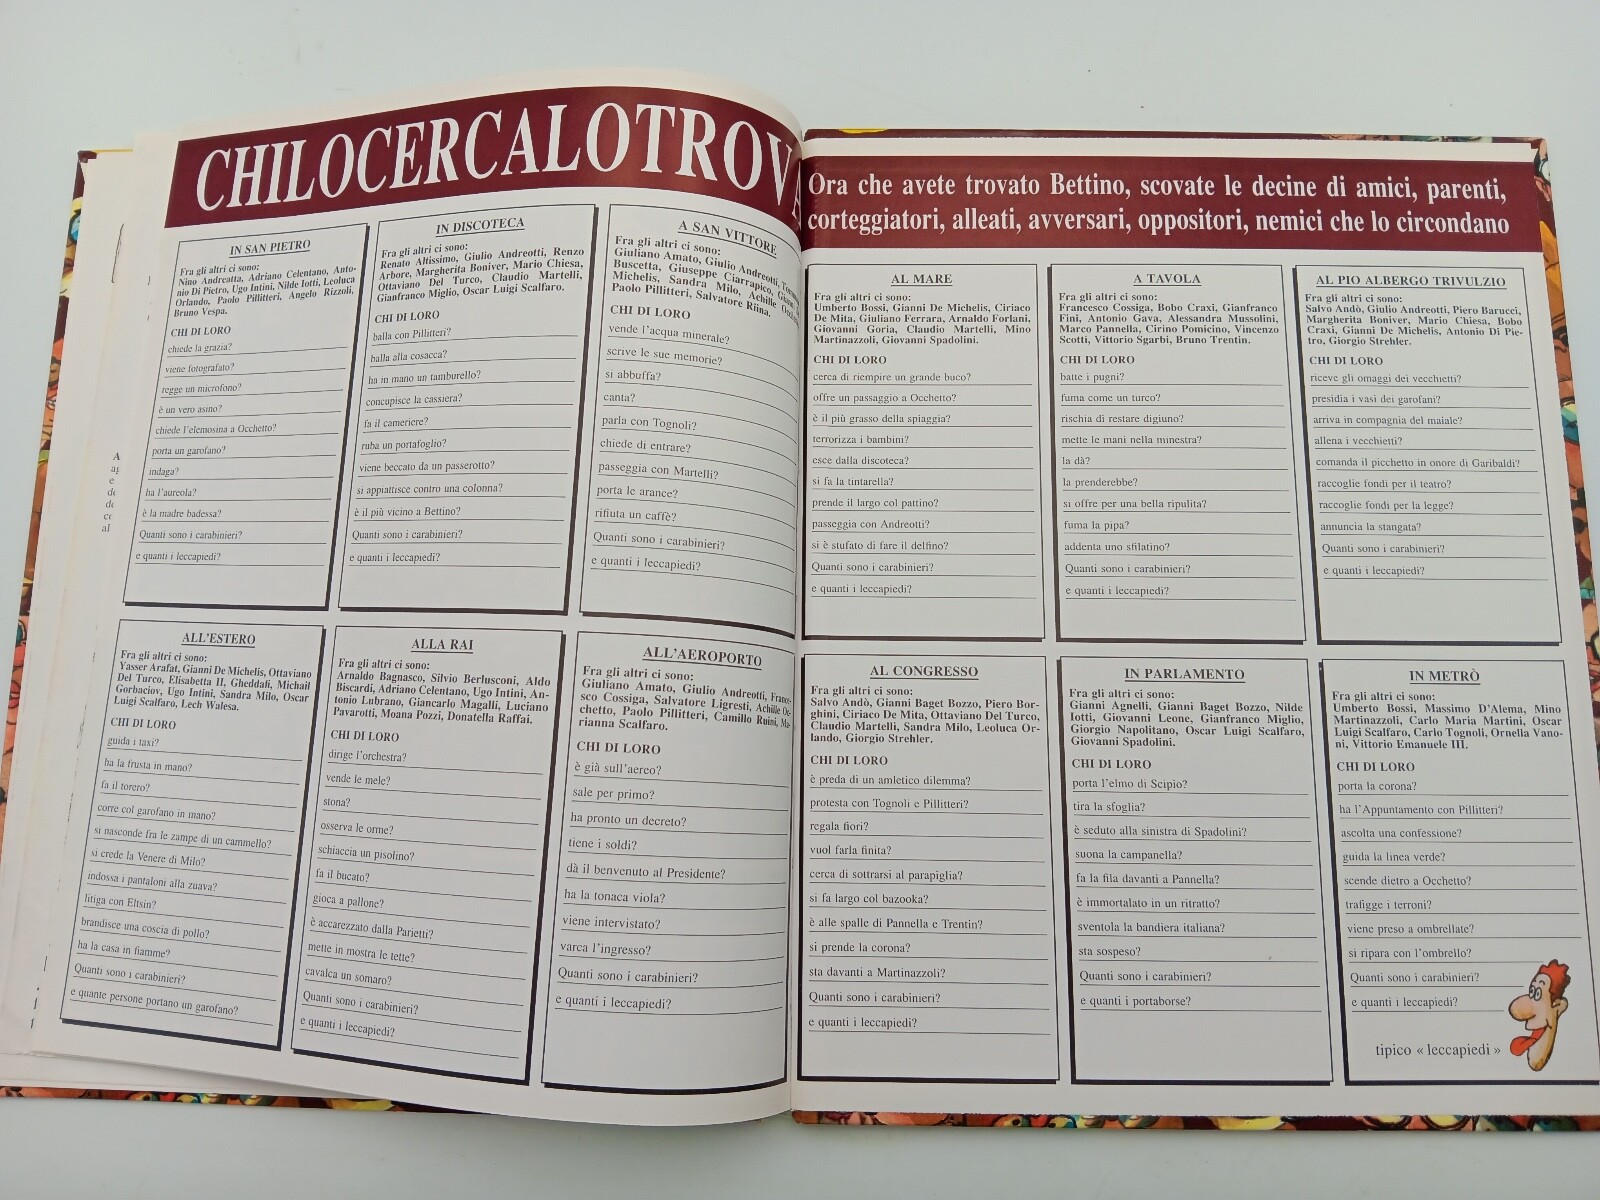 CHILOCERCALOTROVA
Ora che avete trovato Bettino, scovate le decine di amici, parenti,
corteggiatori, alleati, avversari, oppositori, nemici che lo circondano
IN SAN PIETRO
Fra gli altri ci sono:
Nino Andreatta, Adriano Celentano, Anto-
nio Di Pietro, Ugo Intini, Nilde Iotti, Leoluca
Orlando, Paolo Pillitteri, Angelo Rizzoli,
Bruno Vespa.
CHI DI LORO
chiede la grazia?
viene fotografato?
regge un microfono?
è un vero asino?
chiede l'elemosina a Occhetto?
porta un garofano?
indaga?
ha l'aureola?
è la madre badessa?
Quanti sono i carabinieri?
e quanti i leccapiedi?
IN DISCOTECA
Fra gli altri ci sono:
Renato Altissimo, Giulio Andreotti, Renzo
Arbore, Margherita Boniver, Mario Chiesa,
Ottaviano Del Turco, Claudio Martelli,
Gianfranco Miglio, Oscar Luigi Scalfaro.
CHI DI LORO
balla con Pillitteri?
balla alla cosacca?
ha in mano un tamburello?
concupisce la cassiera?
fa il cameriere?
ruba un portafoglio?
viene beccato da un passerotto?
si appiattisce contro una colonna?
è il più vicino a Bettino?
Quanti sono i carabinieri?
e quanti i leccapiedi?
A SAN VITTORE
Fra gli altri ci sono:
Giuliano Amato, Giulio Andreotti,
Buscetta, Giuseppe Ciarrapico,
Michelis, Sandra Milo, Achille
Paolo Pillitteri, Salvatore Riina.
CHI DI LORO
vende l'acqua minerale?
scrive le sue memorie?
si abbuffa?
canta?
parla con Tognoli?
chiede di entrare?
passeggia con Martelli?
porta le arance?
rifiuta un caffè?
Quanti sono i carabinieri?
e quanti i leccapiedi?
AL MARE
Fra gli altri ci sono:
Umberto Bossi, Gianni De Michelis, Ciriaco
De Mita, Giuliano Ferrara, Arnaldo Forlani,
Giovanni Goria, Claudio Martelli, Mino
Martinazzoli, Giovanni Spadolini.
CHI DI LORO
cerca di riempire un grande buco?
offre un passaggio a Occhetto?
è il più grasso della spiaggia?
terrorizza i bambini?
esce dalla discoteca?
si fa la tintarella?
prende il largo col pattino?
passeggia con Andreotti?
si è stufato di fare il delfino?
Quanti sono i carabinieri?
e quanti i leccapiedi?
A TAVOLA
Fra gli altri ci sono:
Francesco Cossiga, Bobo Craxi, Gianfranco
Fini, Antonio Gava, Alessandra Mussolini,
Marco Pannella, Cirino Pomicino, Vincenzo
Scotti, Vittorio Sgarbi, Bruno Trentin.
CHI DI LORO
batte i pugni?
fuma come un turco?
rischia di restare digiuno?
mette le mani nella minestra?
la dà?
la prenderebbe?
si offre per una bella ripulita?
fuma la pipa?
addenta uno sfilatino?
Quanti sono i carabinieri?
e quanti i leccapiedi?
AL PIO ALBERGO TRIVULZIO
Fra gli altri ci sono:
Salvo Andò, Giulio Andreotti, Piero Barucci,
Margherita Boniver, Mario Chiesa, Bobo
Craxi, Gianni De Michelis, Antonio Di Pie-
tro, Giorgio Strehler.
CHI DI LORO
riceve gli omaggi dei vecchietti?
presidia i vasi dei garofani?
arriva in compagnia del maiale?
allena i vecchietti?
comanda il picchetto in onore di Garibaldi?
raccoglie fondi per il teatro?
raccoglie fondi per la legge?
annuncia la stangata?
Quanti sono i carabinieri?
e quanti i leccapiedi?
ALL'ESTERO
Fra gli altri ci sono:
Yasser Arafat, Gianni De Michelis, Ottaviano
Del Turco, Elisabetta II, Gheddafi, Michail
Gorbaciov, Ugo Intini, Sandra Milo, Oscar
Luigi Scalfaro, Lech Walesa.
CHI DI LORO
guida i taxi?
ha la frusta in mano?
fa il torero?
corre col garofano in mano?
si nasconde fra le zampe di un cammello?
si crede la Venere di Milo?
indossa i pantaloni alla zuava?
litiga con Eltsin?
brandisce una coscia di pollo?
ha la casa in fiamme?
Quanti sono i carabinieri?
e quante persone portano un garofano?
ALLA RAI
Fra gli altri ci sono:
Arnaldo Bagnasco, Silvio Berlusconi, Aldo
Biscardi, Adriano Celentano, Ugo Intini, An-
tonio Lubrano, Giancarlo Magalli, Luciano
Pavarotti, Moana Pozzi, Donatella Raffai.
CHI DI LORO
dirige l'orchestra?
vende le mele?
stona?
osserva le orme?
schiaccia un pisolino?
fa il bucato?
gioca a pallone?
è accarezzato dalla Parietti?
mette in mostra le tette?
cavalca un somaro?
Quanti sono i carabinieri?
e quanti i leccapiedi?
ALL'AEROPORTO
Fra gli altri ci sono:
Giuliano Amato, Giulio Andreotti, France-
sco Cossiga, Salvatore Ligresti, Achille Oc-
chetto, Paolo Pillitteri, Camillo Ruini, Ma-
rianna Scalfaro.
CHI DI LORO
è già sull'aereo?
sale per primo?
ha pronto un decreto?
tiene i soldi?
dà il benvenuto al Presidente?
ha la tonaca viola?
viene intervistato?
varca l'ingresso?
Quanti sono i carabinieri?
e quanti i leccapiedi?
AL CONGRESSO
Fra gli altri ci sono:
Salvo Andò, Gianni Baget Bozzo, Piero Bor-
ghini, Ciriaco De Mita, Ottaviano Del Turco,
Claudio Martelli, Sandra Milo, Leoluca Or-
lando, Giorgio Strehler.
CHI DI LORO
è preda di un amletico dilemma?
protesta con Tognoli e Pillitteri?
regala fiori?
vuol farla finita?
cerca di sottrarsi al parapiglia?
si fa largo col bazooka?
è alle spalle di Pannella e Trentin?
si prende la corona?
sta davanti a Martinazzoli?
Quanti sono i carabinieri?
e quanti i leccapiedi?
IN PARLAMENTO
Fra gli altri ci sono:
Gianni Agnelli, Gianni Baget Bozzo, Nilde
Iotti, Giovanni Leone, Gianfranco Miglio,
Giorgio Napolitano, Oscar Luigi Scalfaro,
Giovanni Spadolini.
CHI DI LORO
porta l'elmo di Scipio?
tira la sfoglia?
è seduto alla sinistra di Spadolini?
suona la campanella?
fa la fila davanti a Pannella?
è immortalato in un ritratto?
sventola la bandiera italiana?
sta sospeso?
Quanti sono i carabinieri?
e quanti i portaborse?
IN METRÒ
Fra gli altri ci sono:
Umberto Bossi, Massimo D'Alema, Mino
Martinazzoli, Carlo Maria Martini, Oscar
Luigi Scalfaro, Carlo Tognoli, Ornella Vano-
ni, Vittorio Emanuele III.
CHI DI LORO
porta la corona?
ha l'Appuntamento con Pillitteri?
ascolta una confessione?
guida la linea verde?
scende dietro a Occhetto?
trafigge i terroni?
viene preso a ombrellate?
si ripara con l'ombrello?
Quanti sono i carabinieri?
e quanti i leccapiedi?
tipico « leccapiedi »